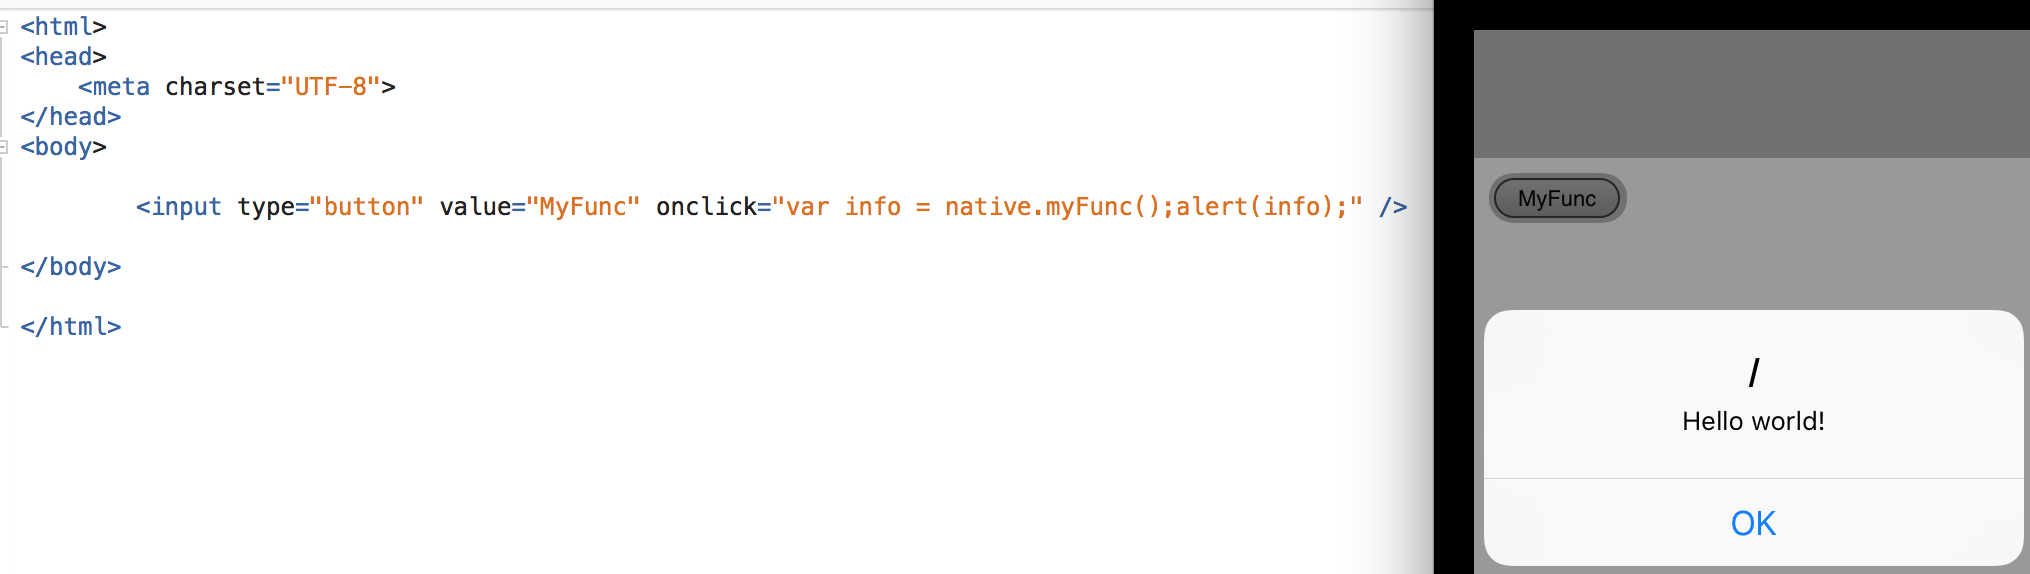 <html>
<head>
    <meta charset="UTF-8">
</head>
<body>
        <input type="button" value="MyFunc" onclick="var info = native.myFunc();alert(info);" />
</body>
</html>
MyFunc
/
Hello world!
OK